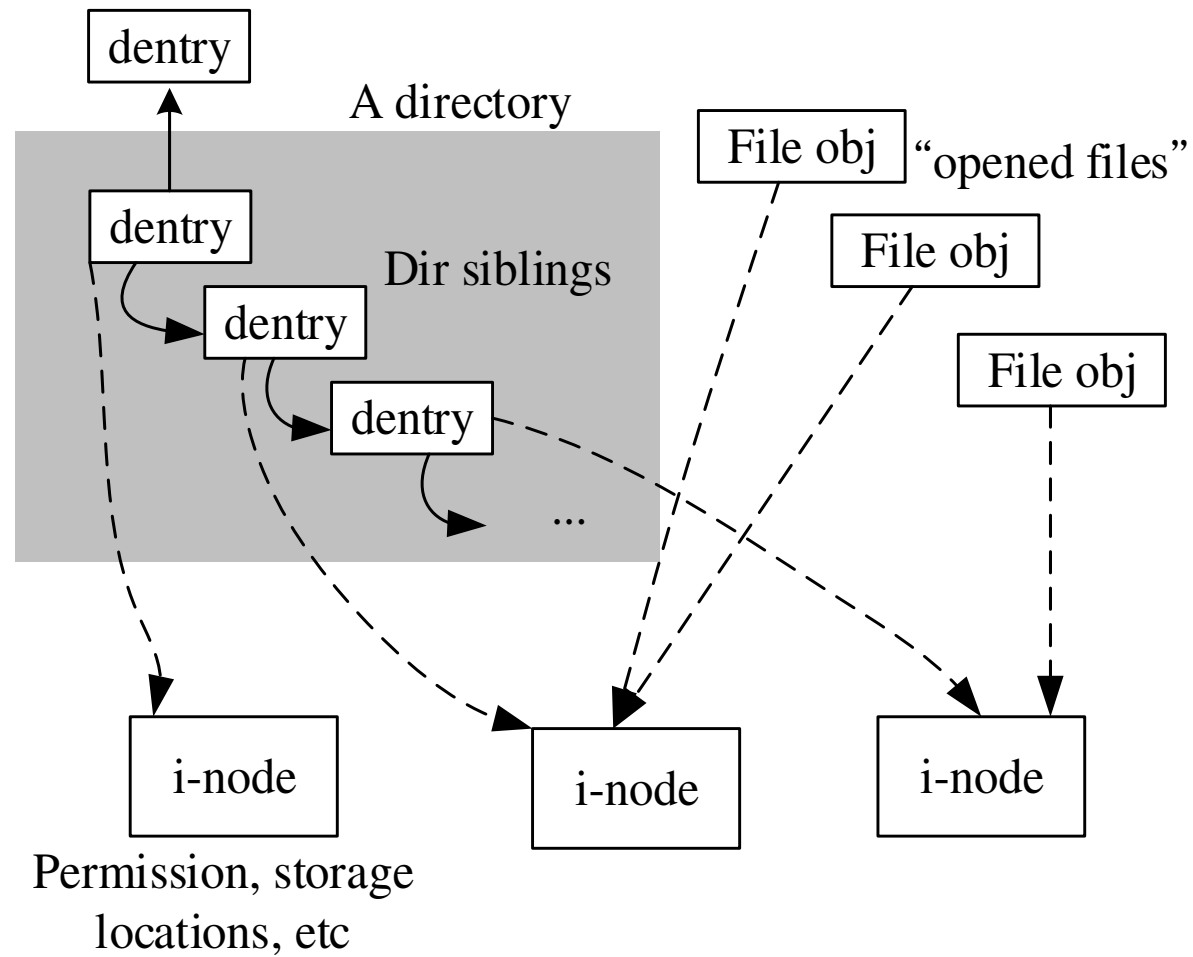 dentry
A directory
File obj
“opened files”
dentry
File obj
Dir siblings
dentry
File obj
dentry
...
i-node
i-node
i-node
Permission, storage
locations, etc